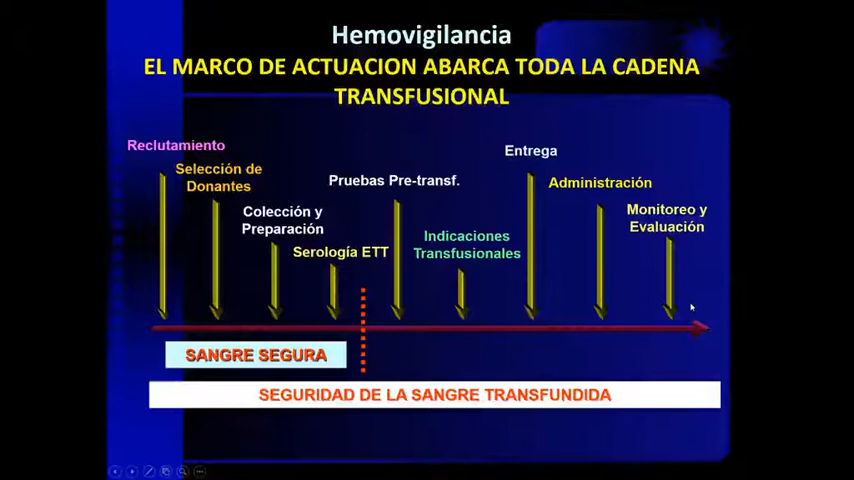 Hemovigilancia
EL MARCO DE ACTUACION ABARCA TODA LA CADENA
TRANSFUSIONAL
Reclutamiento
Selección de
Donantes
Colección y
Preparación
Serología ETT
Pruebas Pre-transf.
Indicaciones
Transfusionales
Entrega
Administración
Monitoreo y
Evaluación
SANGRE SEGURA
SEGURIDAD DE LA SANGRE TRANSFUNDIDA